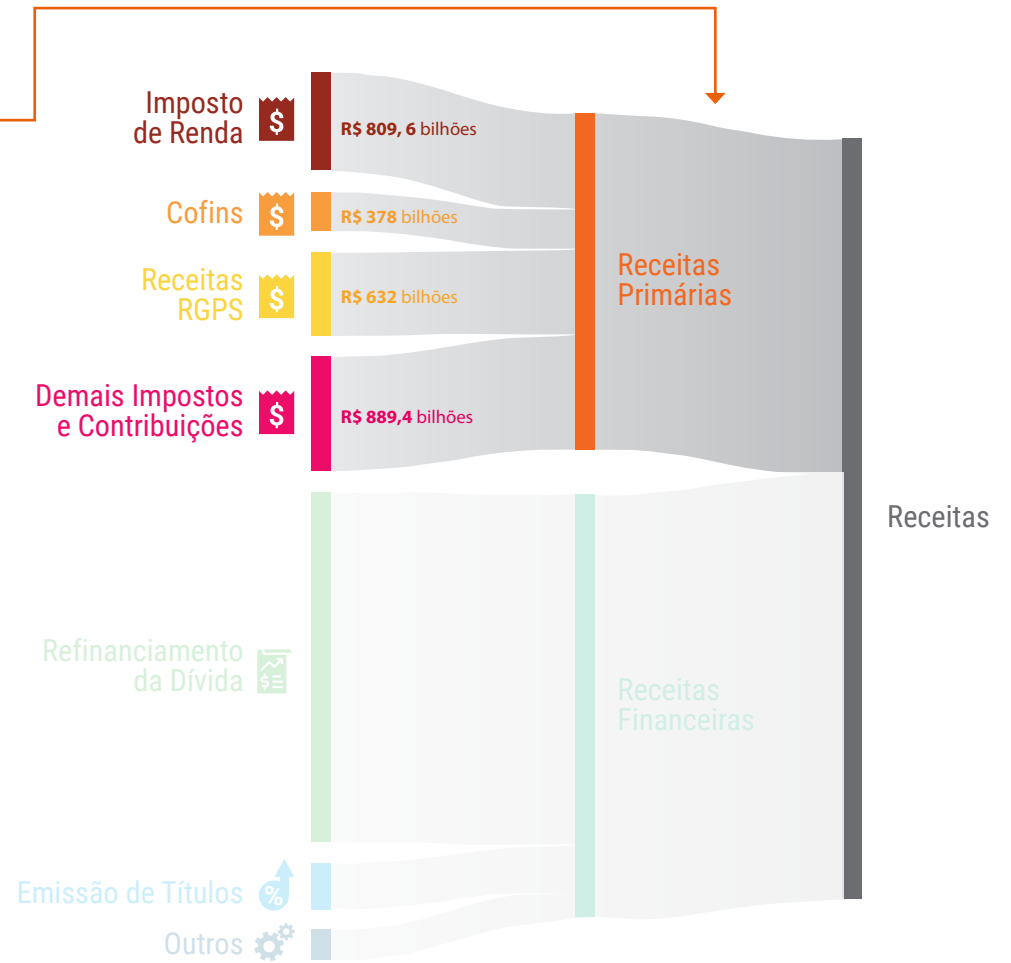 Imposto
de Renda
$
R$ 809, 6 bilhões
Cofins
$
R$ 378 bilhões
Receitas
RGPS
$
R$ 632 bilhões
Receitas
Primárias
Demais Impostos
e Contribuições
$
R$ 889,4 bilhões
Receitas
Refinanciamento
da Dívida
$
Receitas
Financeiras
Emissão de Títulos
%
Outros